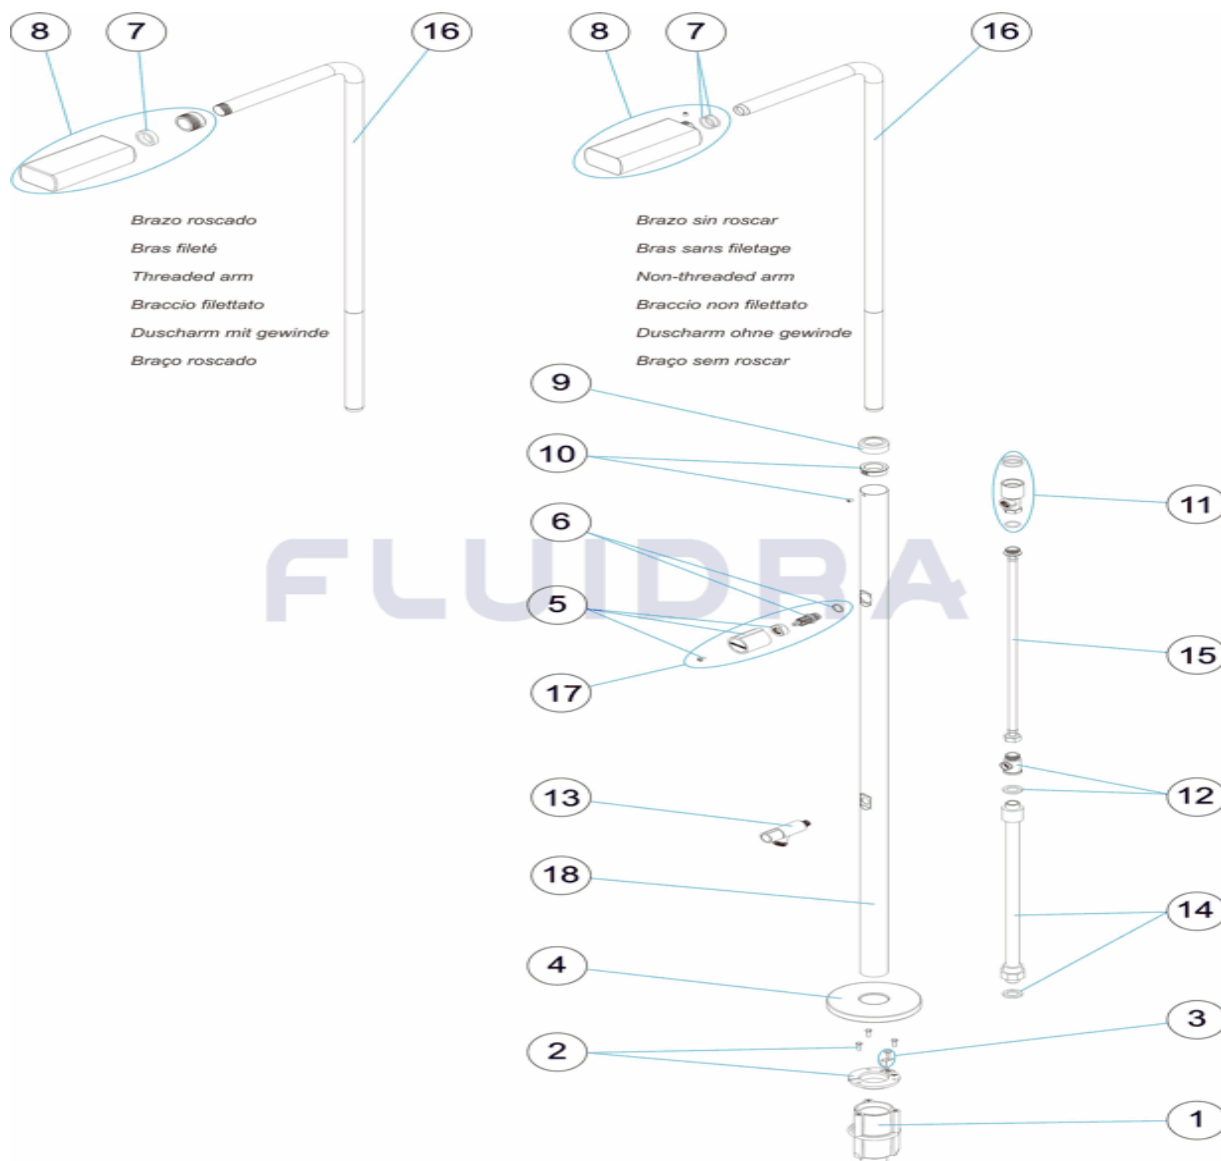 8 7 16 8 7 16
Brazo roscado
Bras fileté
Threaded arm
Braccio filettato
Duscharm mit gewinde
Braço roscado
Brazo sin roscar
Bras sans filetage
Non-threaded arm
Braccio non filettato
Duscharm ohne gewinde
Braço sem roscar
9
10
11
6
FLUIDRA
5
15
17
13
12
18
14
4
3
2
1